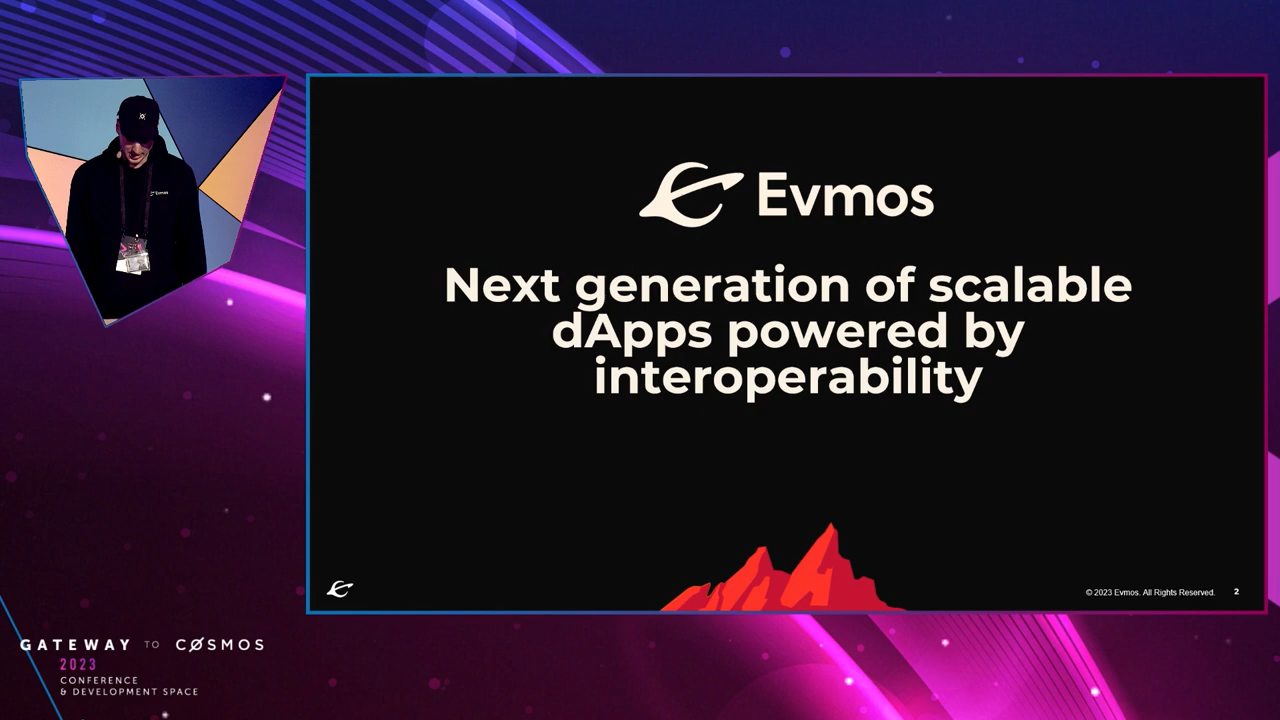 Evmos
Evmos
Next generation of scalable
dApps powered by
interoperability
© 2023 Evmos. All Rights Reserved.
2
GATEWAY TO COSMOS
2023
CONFERENCE
& DEVELOPMENT SPACE